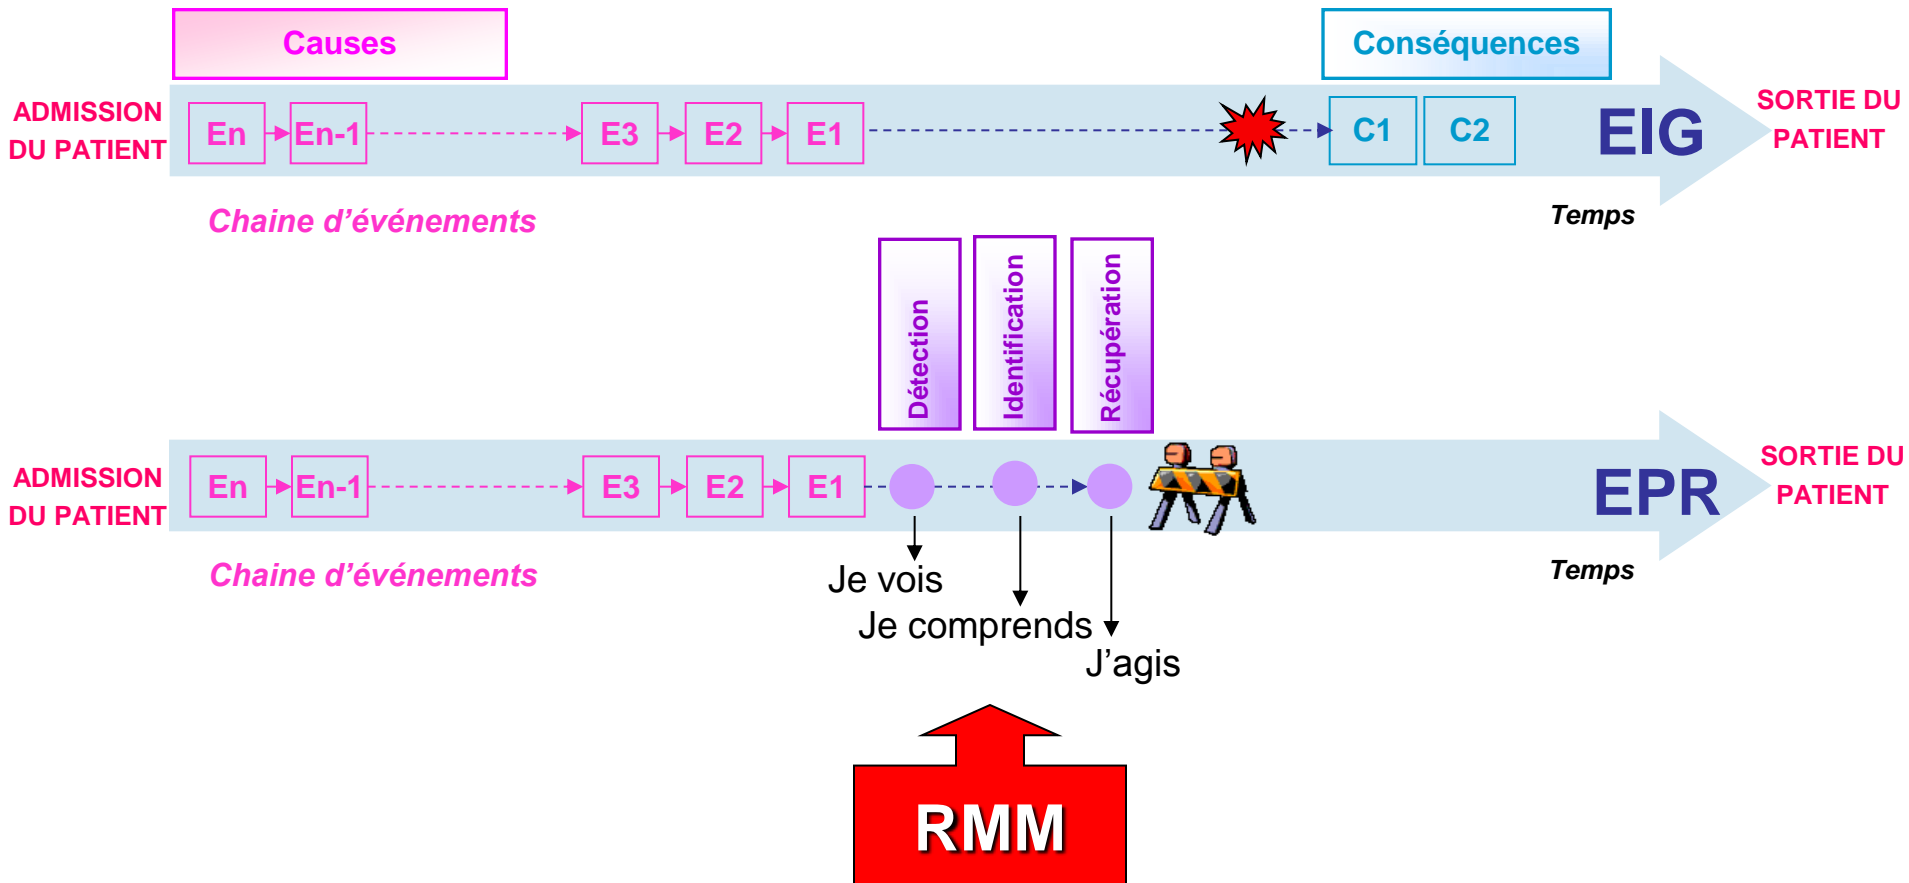 Causes
Conséquences
ADMISSION
DU PATIENT
En
En-1
E3
E2
E1
C1
C2
EIG
SORTIE DU
PATIENT
Chaine d’événements
Temps
Détection
Identification
Récupération
ADMISSION
DU PATIENT
En
En-1
E3
E2
E1
EPR
SORTIE DU
PATIENT
Chaine d’événements
Temps
Je vois
Je comprends
J’agis
RMM